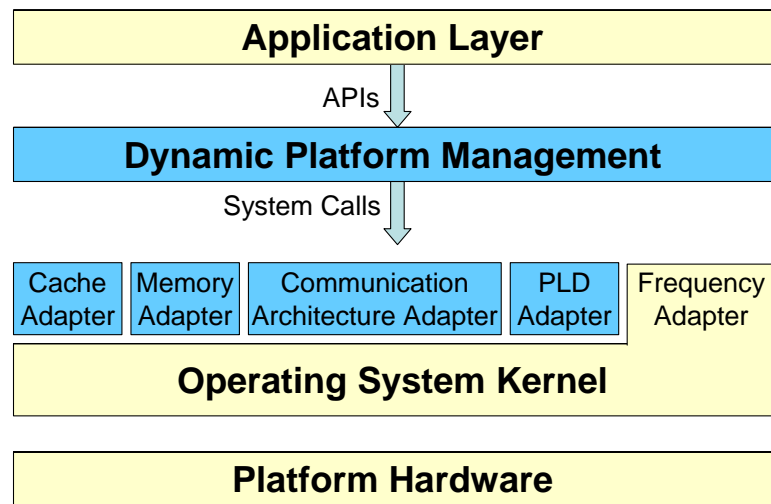 Application Layer
APIs
Dynamic Platform Management
System Calls
Cache
Adapter
Memory
Adapter
Communication
Architecture Adapter
PLD
Adapter
Frequency
Adapter
Operating System Kernel
Platform Hardware